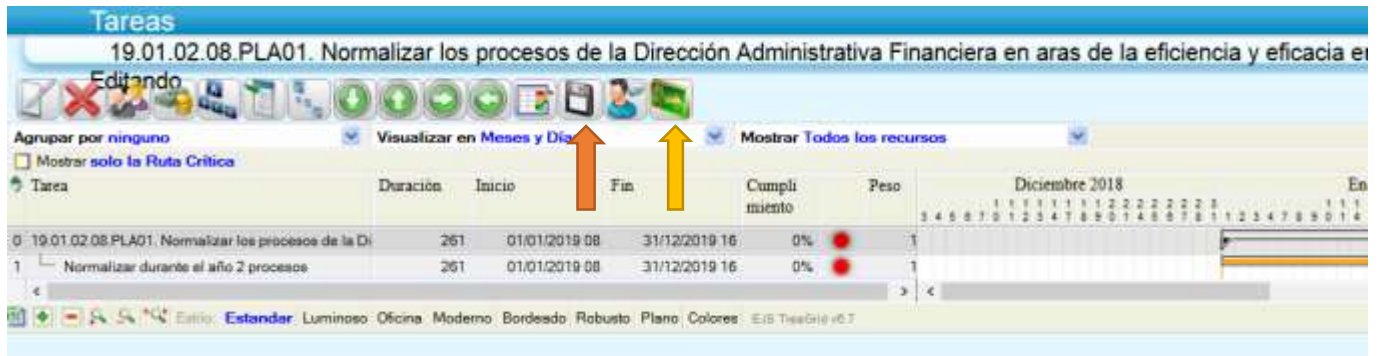 Tareas
19.01.02.08.PLA01. Normalizar los procesos de la Dirección Administrativa Financiera en aras de la eficiencia y eficacia e
Editando
Agrupar por ninguno Visualizar en Meses y Día Mostrar Todos los recursos
Mostrar solo la Ruta Crítica
Tarea Duración Inicio Fin Cumpli miento Peso Diciembre 2018 En
0 19.01.02.08.PLA01. Normalizar los procesos de la Di 261 01/01/2019 08 31/12/2019 16 0% 1
1 Normalizar durante el año 2 procesos 261 01/01/2019 08 31/12/2019 16 0% 1
Estilo: Estandar Luminoso Oficina Moderno Bordeado Robusto Plano Colores EJS TreeGrid v6.7